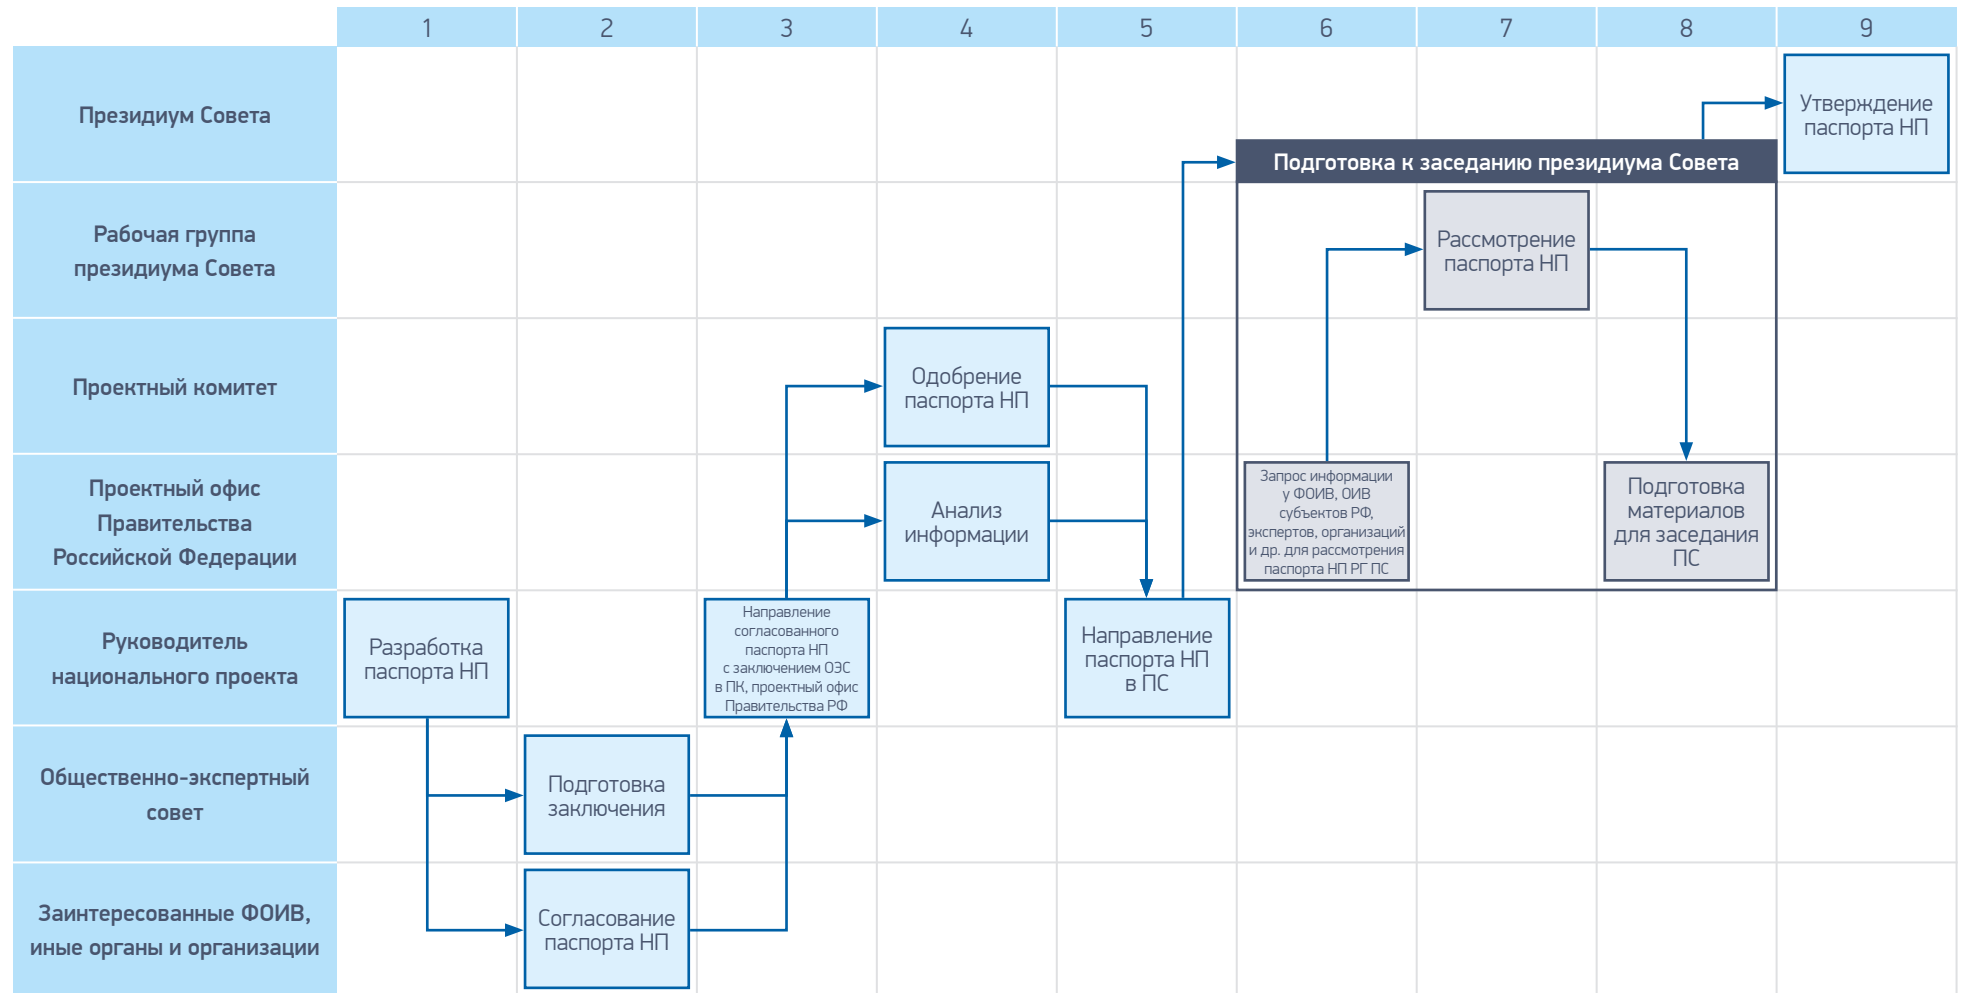 1
2
3
4
5
6
7
8
9
Президиум Совета
Утверждение
паспорта НП
Подготовка к заседанию президиума Совета
Рабочая группа
президиума Совета
Рассмотрение
паспорта НП
Проектный комитет
Одобрение
паспорта НП
Проектный офис
Правительства
Российской Федерации
Анализ
информации
Запрос информации
у ФОИВ, ОИВ
субъектов РФ,
экспертов, организаций
и др. для рассмотрения
паспорта НП РГ ПС
Подготовка
материалов
для заседания
ПС
Руководитель
национального проекта
Разработка
паспорта НП
Направление
согласованного
паспорта НП
с заключением ОЭС
в ПК, проектный офис
Правительства РФ
Направление
паспорта НП
в ПС
Общественно-экспертный
совет
Подготовка
заключения
Заинтересованные ФОИВ,
иные органы и организации
Согласование
паспорта НП